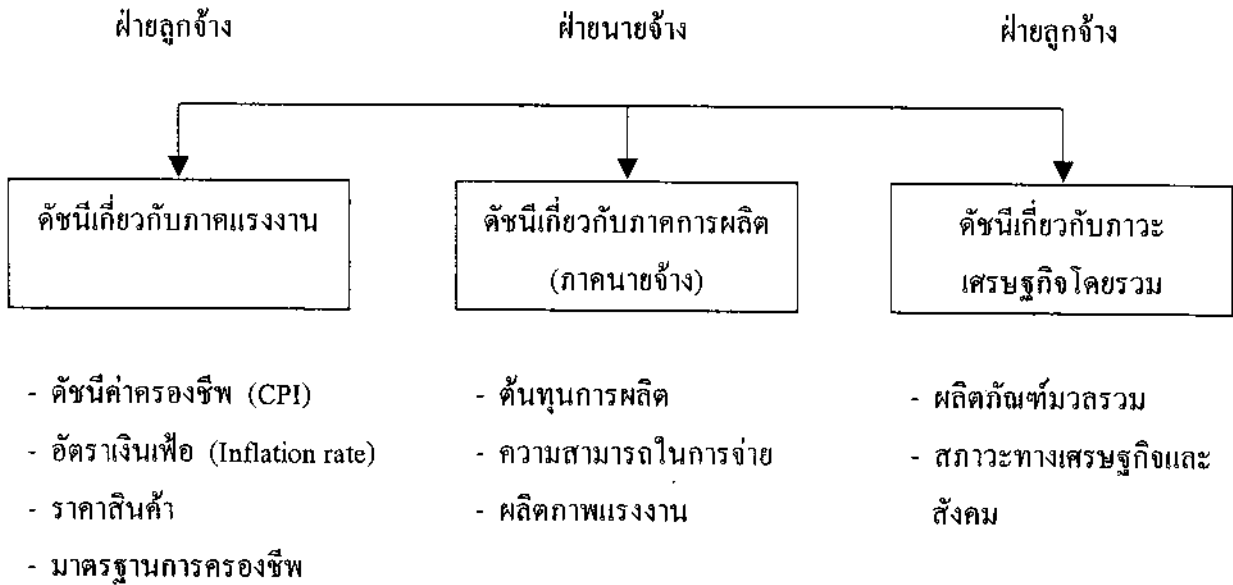 ฝ่ายลูกจ้าง
ฝ่ายนายจ้าง
ฝ่ายลูกจ้าง
ดัชนีเกี่ยวกับภาคแรงงาน
ดัชนีเกี่ยวกับภาคการผลิต
(ภาคนายจ้าง)
ดัชนีเกี่ยวกับภาวะ
เศรษฐกิจโดยรวม
- ดัชนีค่าครองชีพ (CPI)
- อัตราเงินเฟ้อ (Inflation rate)
- ราคาสินค้า
- มาตรฐานการครองชีพ
- ต้นทุนการผลิต
- ความสามารถในการจ่าย
- ผลิตภาพแรงงาน
- ผลิตภัณฑ์มวลรวม
- สภาวะทางเศรษฐกิจและ
สังคม